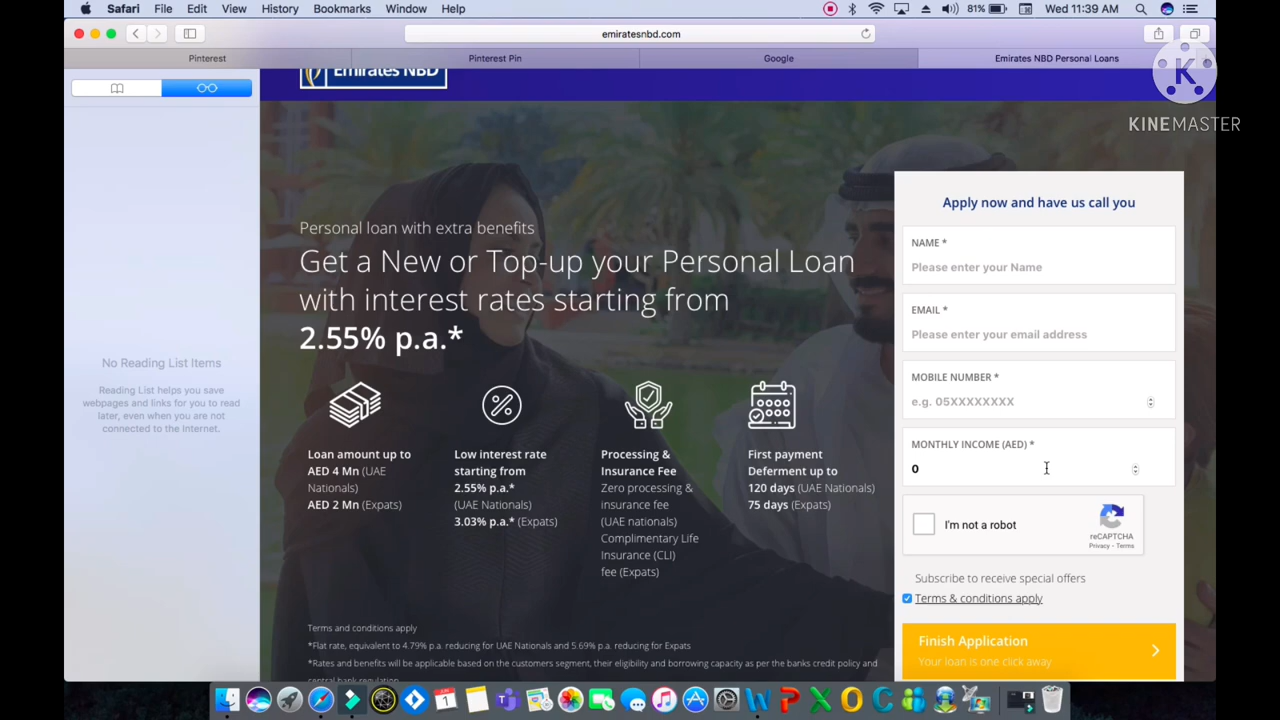 Safari File Edit View History Bookmarks Window Help 81% Wed 11:39 AM
emiratesnbd.com
Pinterest Pinterest Pin Google Emirates NBD Personal Loans
K
KINEMASTER
Emirates NBD
No Reading List Items
Reading List helps you save
webpages and links for you to read
later, even when you are not
connected to the Internet.
Personal loan with extra benefits
Get a New or Top-up your Personal Loan
with interest rates starting from
2.55% p.a.*
Loan amount up to
AED 4 Mn (UAE
Nationals)
AED 2 Mn (Expats)
Low interest rate
starting from
2.55% p.a.*
(UAE Nationals)
3.03% p.a.* (Expats)
Processing &
Insurance Fee
Zero processing &
insurance fee
(UAE nationals)
Complimentary Life
Insurance (CLI)
fee (Expats)
First payment
Deferment up to
120 days (UAE Nationals)
75 days (Expats)
Terms and conditions apply
*Flat rate, equivalent to 4.79% p.a. reducing for UAE Nationals and 5.69% p.a. reducing for Expats
*Rates and benefits will be applicable based on the customers segment, their eligibility and borrowing capacity as per the banks credit policy and
central bank regulation
Apply now and have us call you
NAME *
Please enter your Name
EMAIL *
Please enter your email address
MOBILE NUMBER *
e.g. 05XXXXXXXX
MONTHLY INCOME (AED) *
0
I'm not a robot
reCAPTCHA
Privacy - Terms
Subscribe to receive special offers
Terms & conditions apply
Finish Application
Your loan is one click away